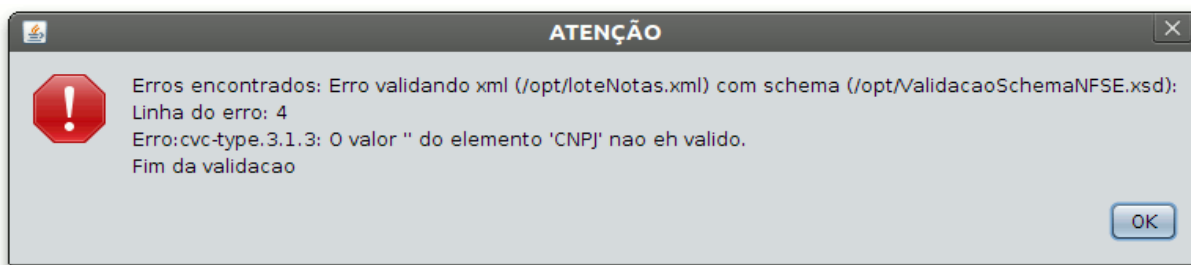 ATENÇÃO
Erros encontrados: Erro validando xml (/opt/loteNotas.xml) com schema (/opt/ValidacaoSchemaNFSE.xsd):
Linha do erro: 4
Erro:cvc-type.3.1.3: O valor '' do elemento 'CNPJ' nao eh valido.
Fim da validacao
OK